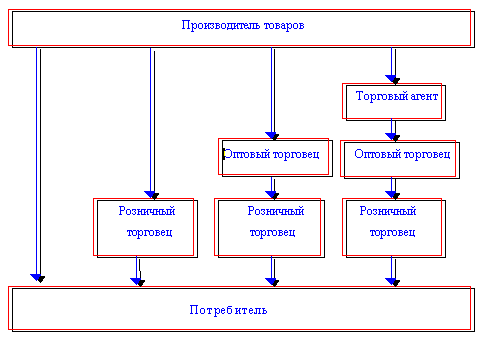 Производитель товаров
Торговый агент
Оптовый торговец
Оптовый торговец
Розничный
торговец
Розничный
торговец
Розничный
торговец
Потребитель